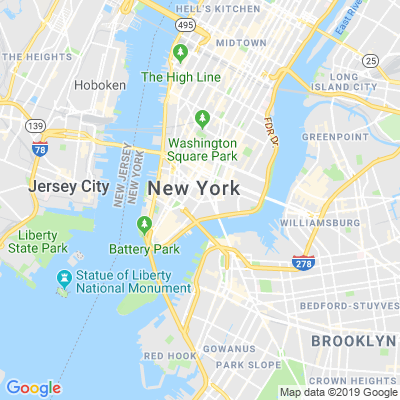 HELL'S KITCHEN
495
MIDTOWN
East River
THE HEIGHTS
25
Hoboken
The High Line
LONG
ISLAND CITY
FDR Dr.
139
Washington
Square Park
GREENPOINT
78
NEW JERSEY
NEW YORK
Jersey City
New York
WILLIAMSBURG
Liberty
State Park
Battery Park
278
Statue of Liberty
National Monument
BEDFORD-STUYVES
BROOKLYN
RED HOOK
GOWANUS
PARK SLOPE
CROWN HEIGHTS
Google
Map data ©2019 Google